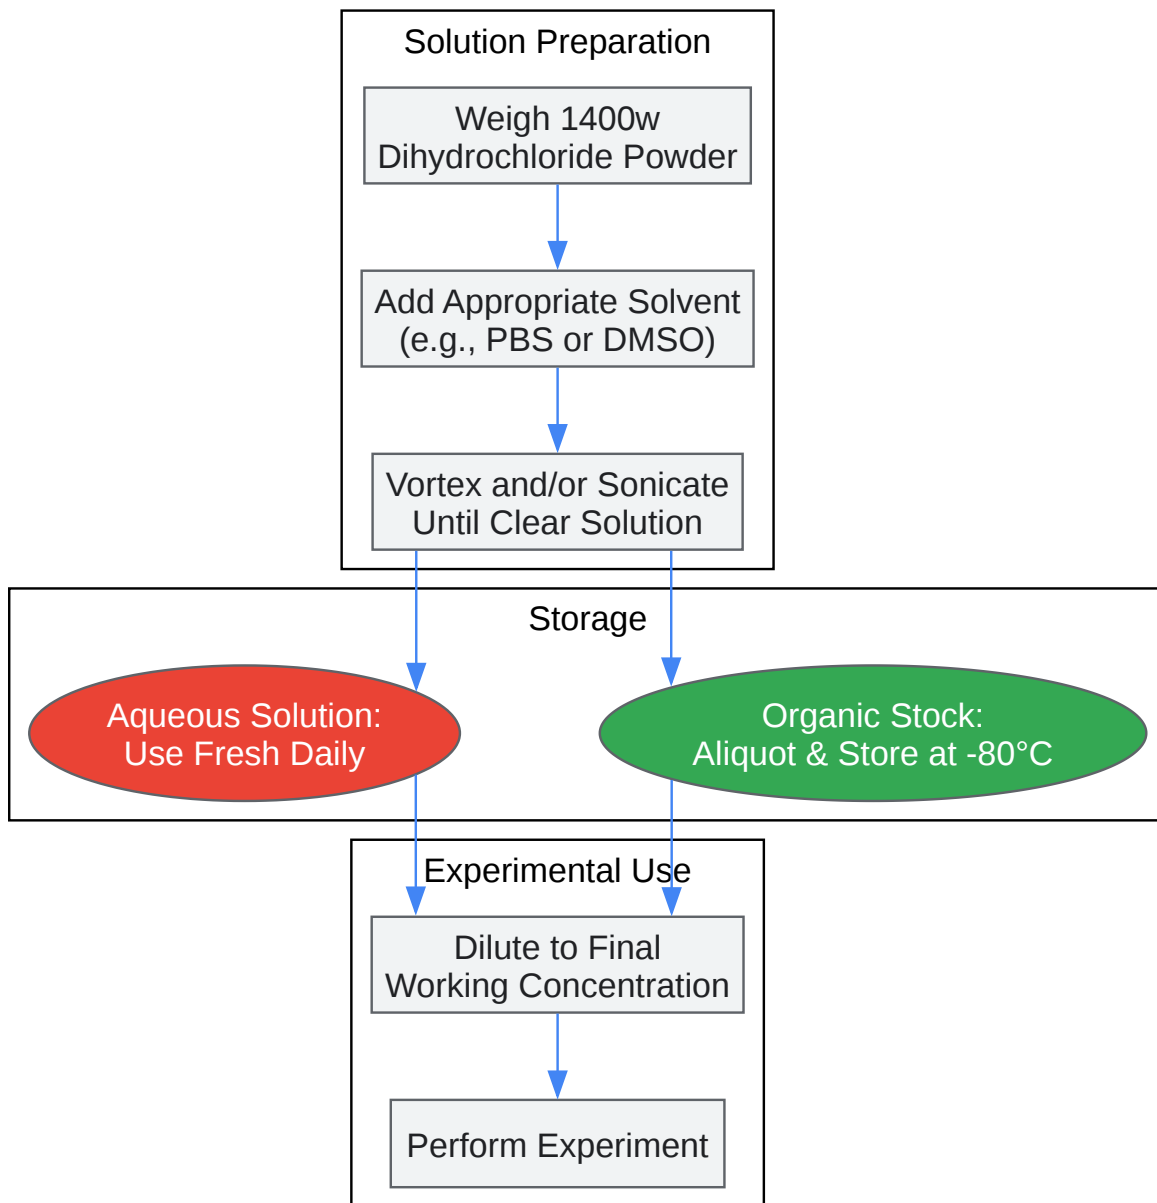 Solution Preparation
Weigh 1400w
Dihydrochloride Powder
Add Appropriate Solvent
(e.g., PBS or DMSO)
Vortex and/or Sonicate
Until Clear Solution
Storage
Aqueous Solution:
Use Fresh Daily
Organic Stock:
Aliquot & Store at -80°C
Experimental Use
Dilute to Final
Working Concentration
Perform Experiment